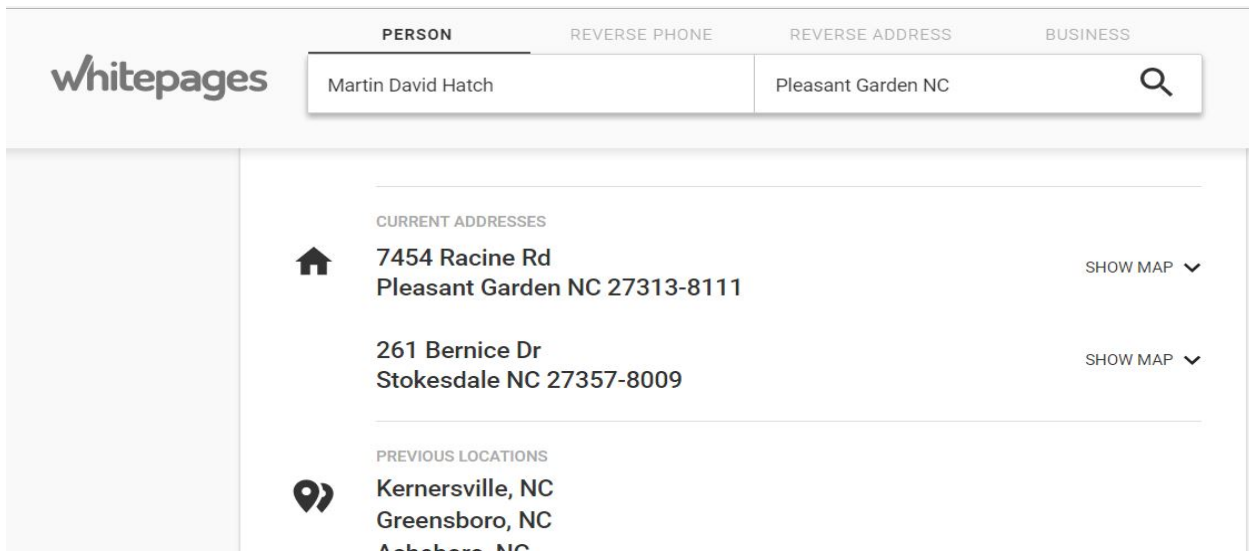 PERSON REVERSE PHONE REVERSE ADDRESS BUSINESS
whitepages
Martin David Hatch Pleasant Garden NC
CURRENT ADDRESSES
7454 Racine Rd
Pleasant Garden NC 27313-8111
SHOW MAP
261 Bernice Dr
Stokesdale NC 27357-8009
SHOW MAP
PREVIOUS LOCATIONS
Kernersville, NC
Greensboro, NC
Asheboro, NC